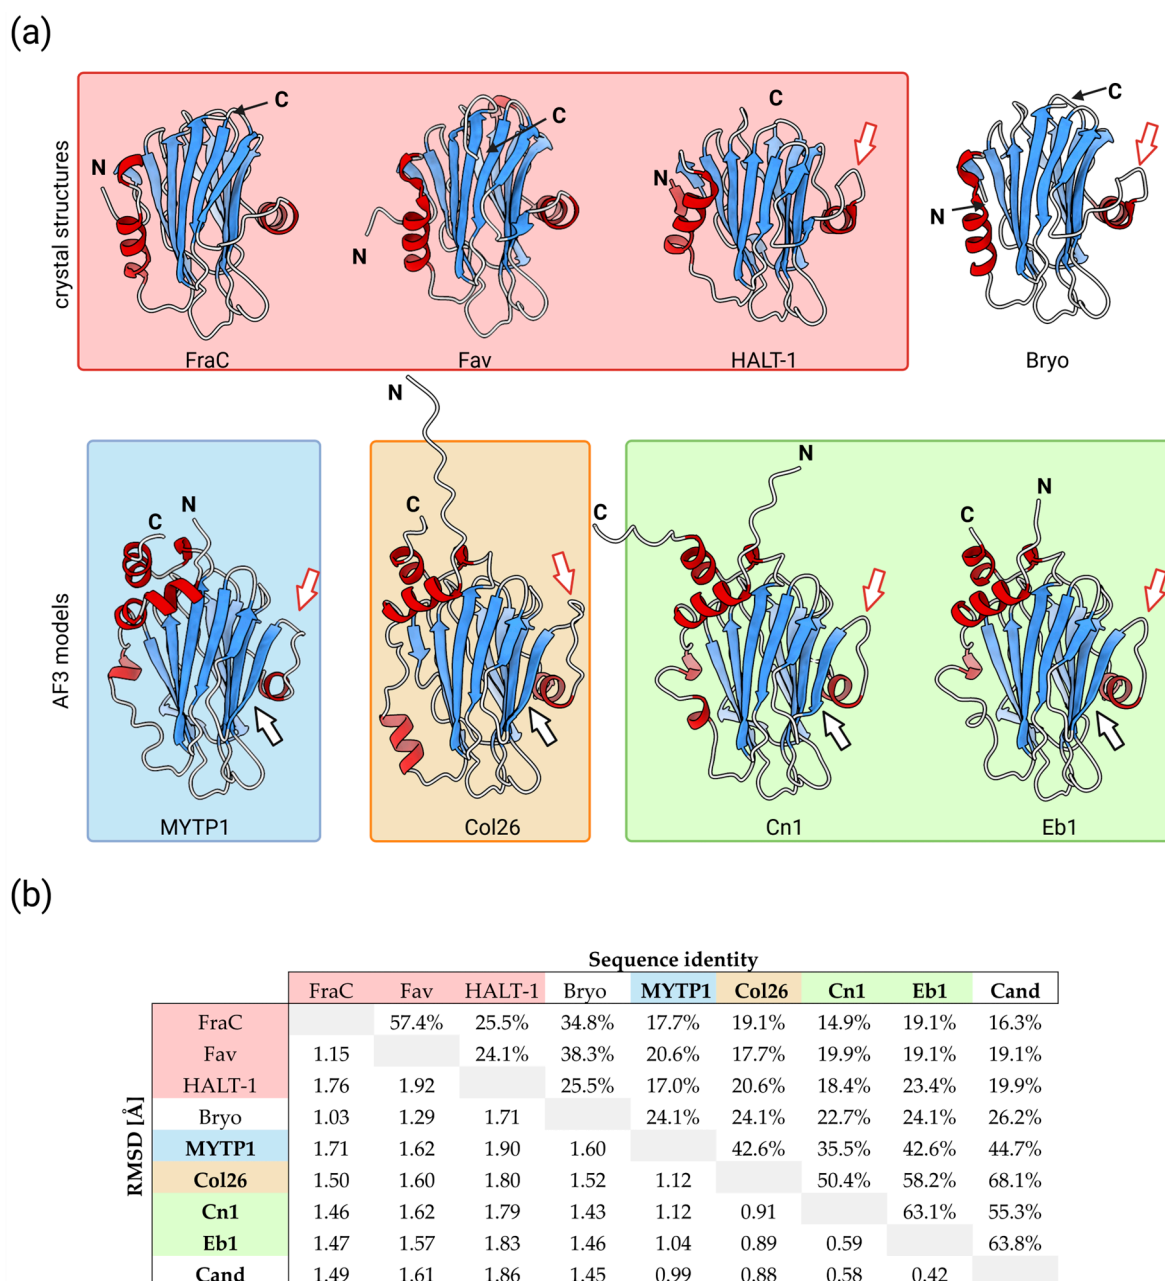 (a)
crystal structures
N
C
FraC
N
C
Fav
N
C
HALT-1
N
C
Bryo
AF3 models
C
N
MYTP1
N
C
Col26
C
N
Cn1
C
N
Eb1
(b)
Sequence identity
FraC Fav HALT-1 Bryo MYTP1 Col26 Cn1 Eb1 Cand
RMSD [Å]
FraC 57.4% 25.5% 34.8% 17.7% 19.1% 14.9% 19.1% 16.3%
Fav 1.15 24.1% 38.3% 20.6% 17.7% 19.9% 19.1% 19.1%
HALT-1 1.76 1.92 25.5% 17.0% 20.6% 18.4% 23.4% 19.9%
Bryo 1.03 1.29 1.71 24.1% 24.1% 22.7% 24.1% 26.2%
MYTP1 1.71 1.62 1.90 1.60 42.6% 35.5% 42.6% 44.7%
Col26 1.50 1.60 1.80 1.52 1.12 50.4% 58.2% 68.1%
Cn1 1.46 1.62 1.79 1.43 1.12 0.91 63.1% 55.3%
Eb1 1.47 1.57 1.83 1.46 1.04 0.89 0.59 63.8%
Cand 1.49 1.61 1.86 1.45 0.99 0.88 0.58 0.42